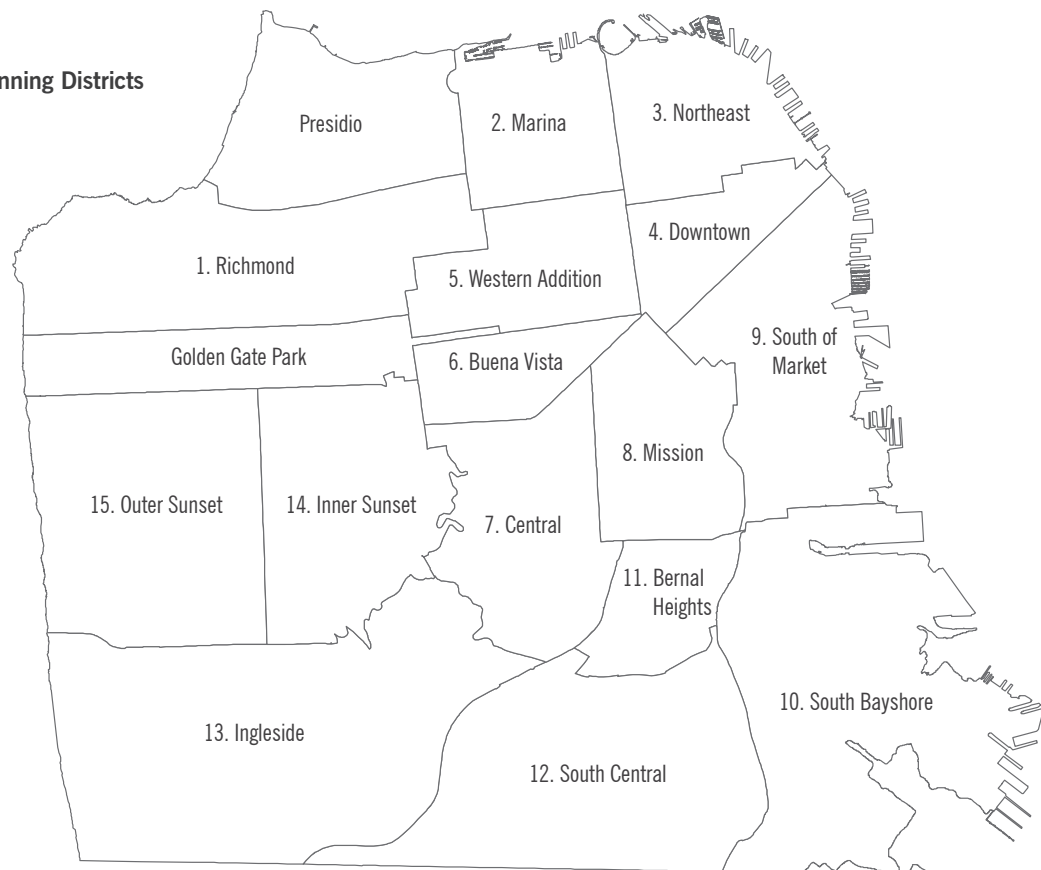 nning Districts
Presidio
2. Marina
3. Northeast
4. Downtown
1. Richmond
5. Western Addition
9. South of
Market
Golden Gate Park
6. Buena Vista
8. Mission
15. Outer Sunset
14. Inner Sunset
7. Central
11. Bernal
Heights
10. South Bayshore
13. Ingleside
12. South Central